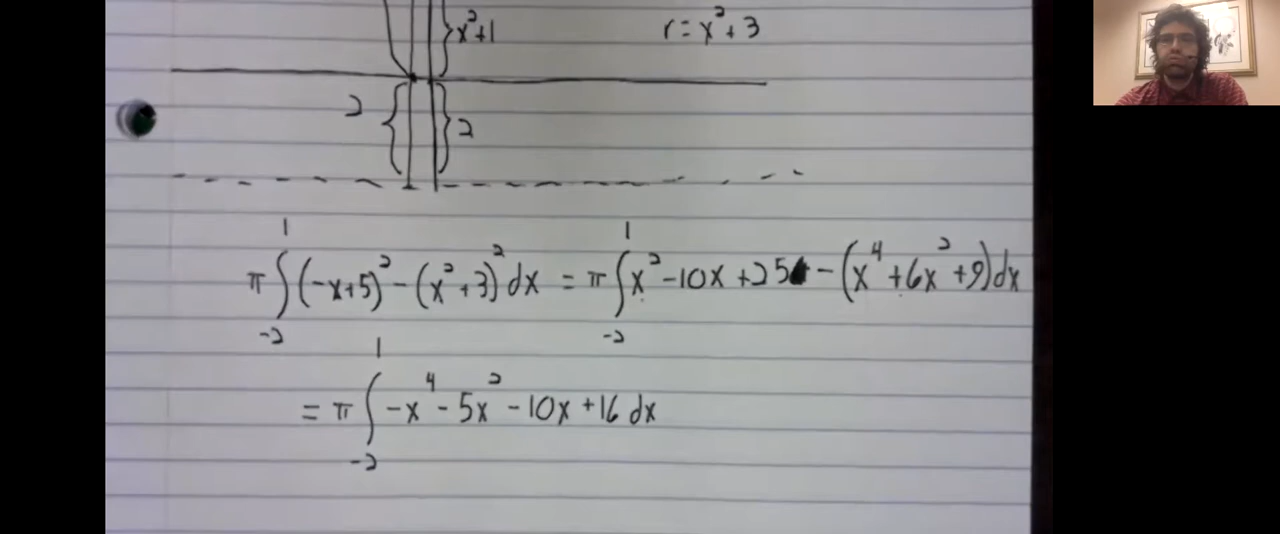 x²+1 r=x²+3
2 2
π∫₋₂¹ (-x+5)² - (x²+3)² dx = π∫₋₂¹ x² - 10x + 25 - (x⁴ + 6x² + 9) dx
= π∫₋₂¹ -x⁴ - 5x² - 10x + 16 dx